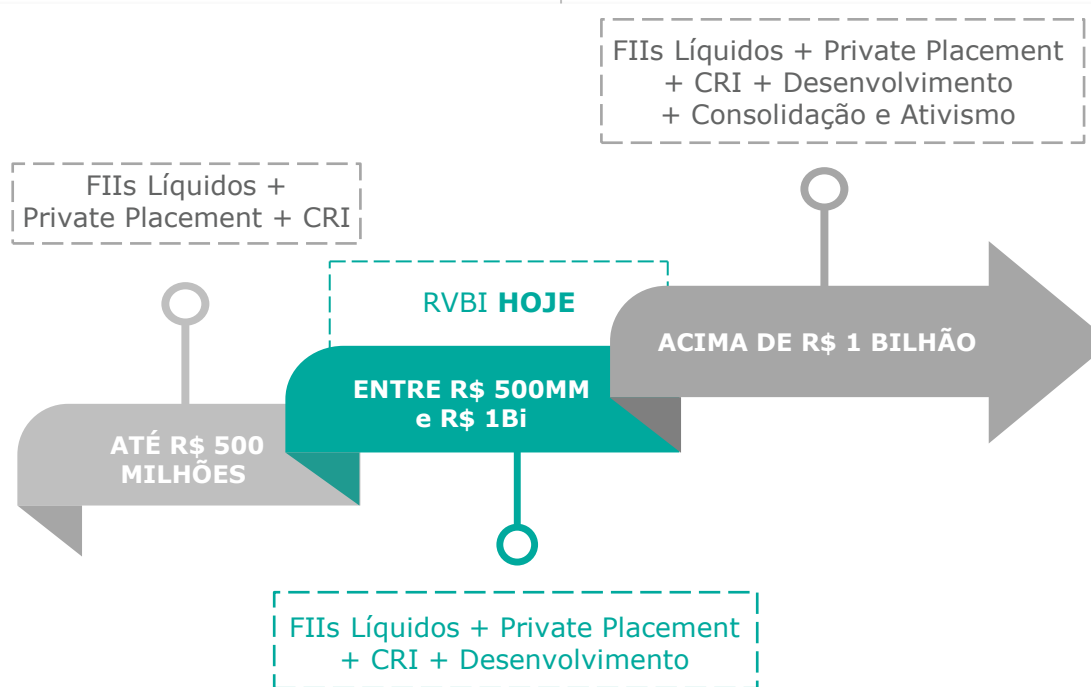 FIIs Líquidos + Private Placement
+ CRI + Desenvolvimento
+ Consolidação e Ativismo
FIIs Líquidos +
Private Placement + CRI
RVBI HOJE
ACIMA DE R$ 1 BILHÃO
ENTRE R$ 500MM
e R$ 1Bi
ATÉ R$ 500
MILHÕES
FIIs Líquidos + Private Placement
+ CRI + Desenvolvimento